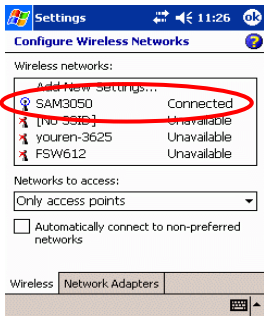 Settings 11:26 ok
Configure Wireless Networks
Wireless networks:
Add New Settings...
SAM3050 Connected
[No SSID] Unavailable
youren-3625 Unavailable
FSW612 Unavailable
Networks to access:
Only access points
Automatically connect to non-preferred
networks
Wireless Network Adapters